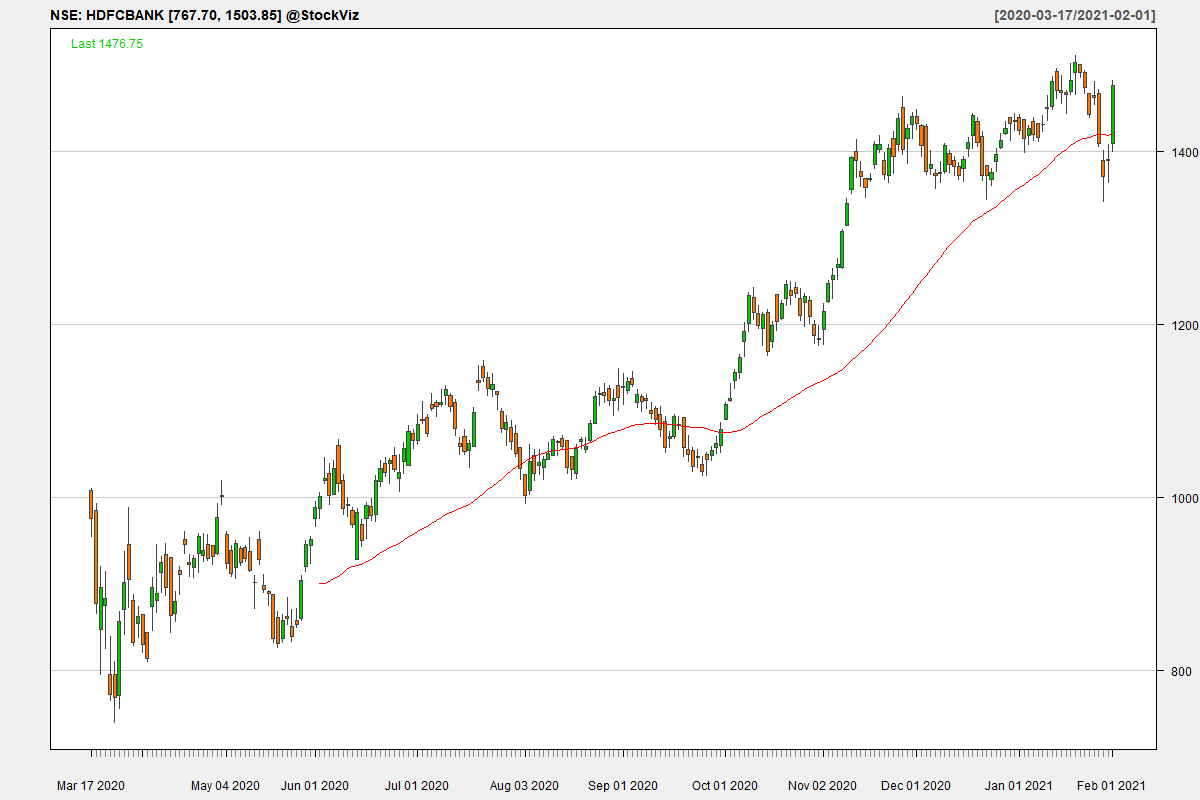 NSE: HDFCBANK [767.70, 1503.85] @StockViz [2020-03-17/2021-02-01]
Last 1476.75
1400
1200
1000
800
Mar 17 2020 May 04 2020 Jun 01 2020 Jul 01 2020 Aug 03 2020 Sep 01 2020 Oct 01 2020 Nov 02 2020 Dec 01 2020 Jan 01 2021 Feb 01 2021